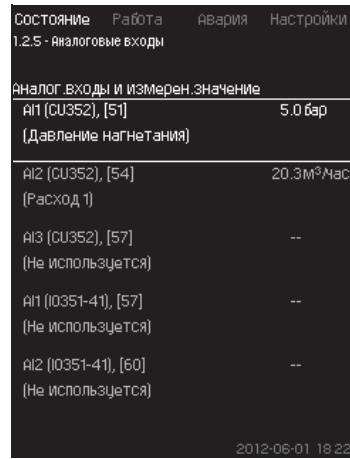 Состояние Работа Авария Настройки
1.2.5 - Аналоговые входы
Аналог.входы и измерен.значение
AI1 (CU352), [51] 5.0 бар
(Давление нагнетания)
AI2 (CU352), [54] 20.3м³/час
(Расход 1)
AI3 (CU352), [57] --
(Не используется)
AI1 (IO351-41), [57] --
(Не используется)
AI2 (IO351-41), [60] --
(Не используется)
2012-06-01 18:22